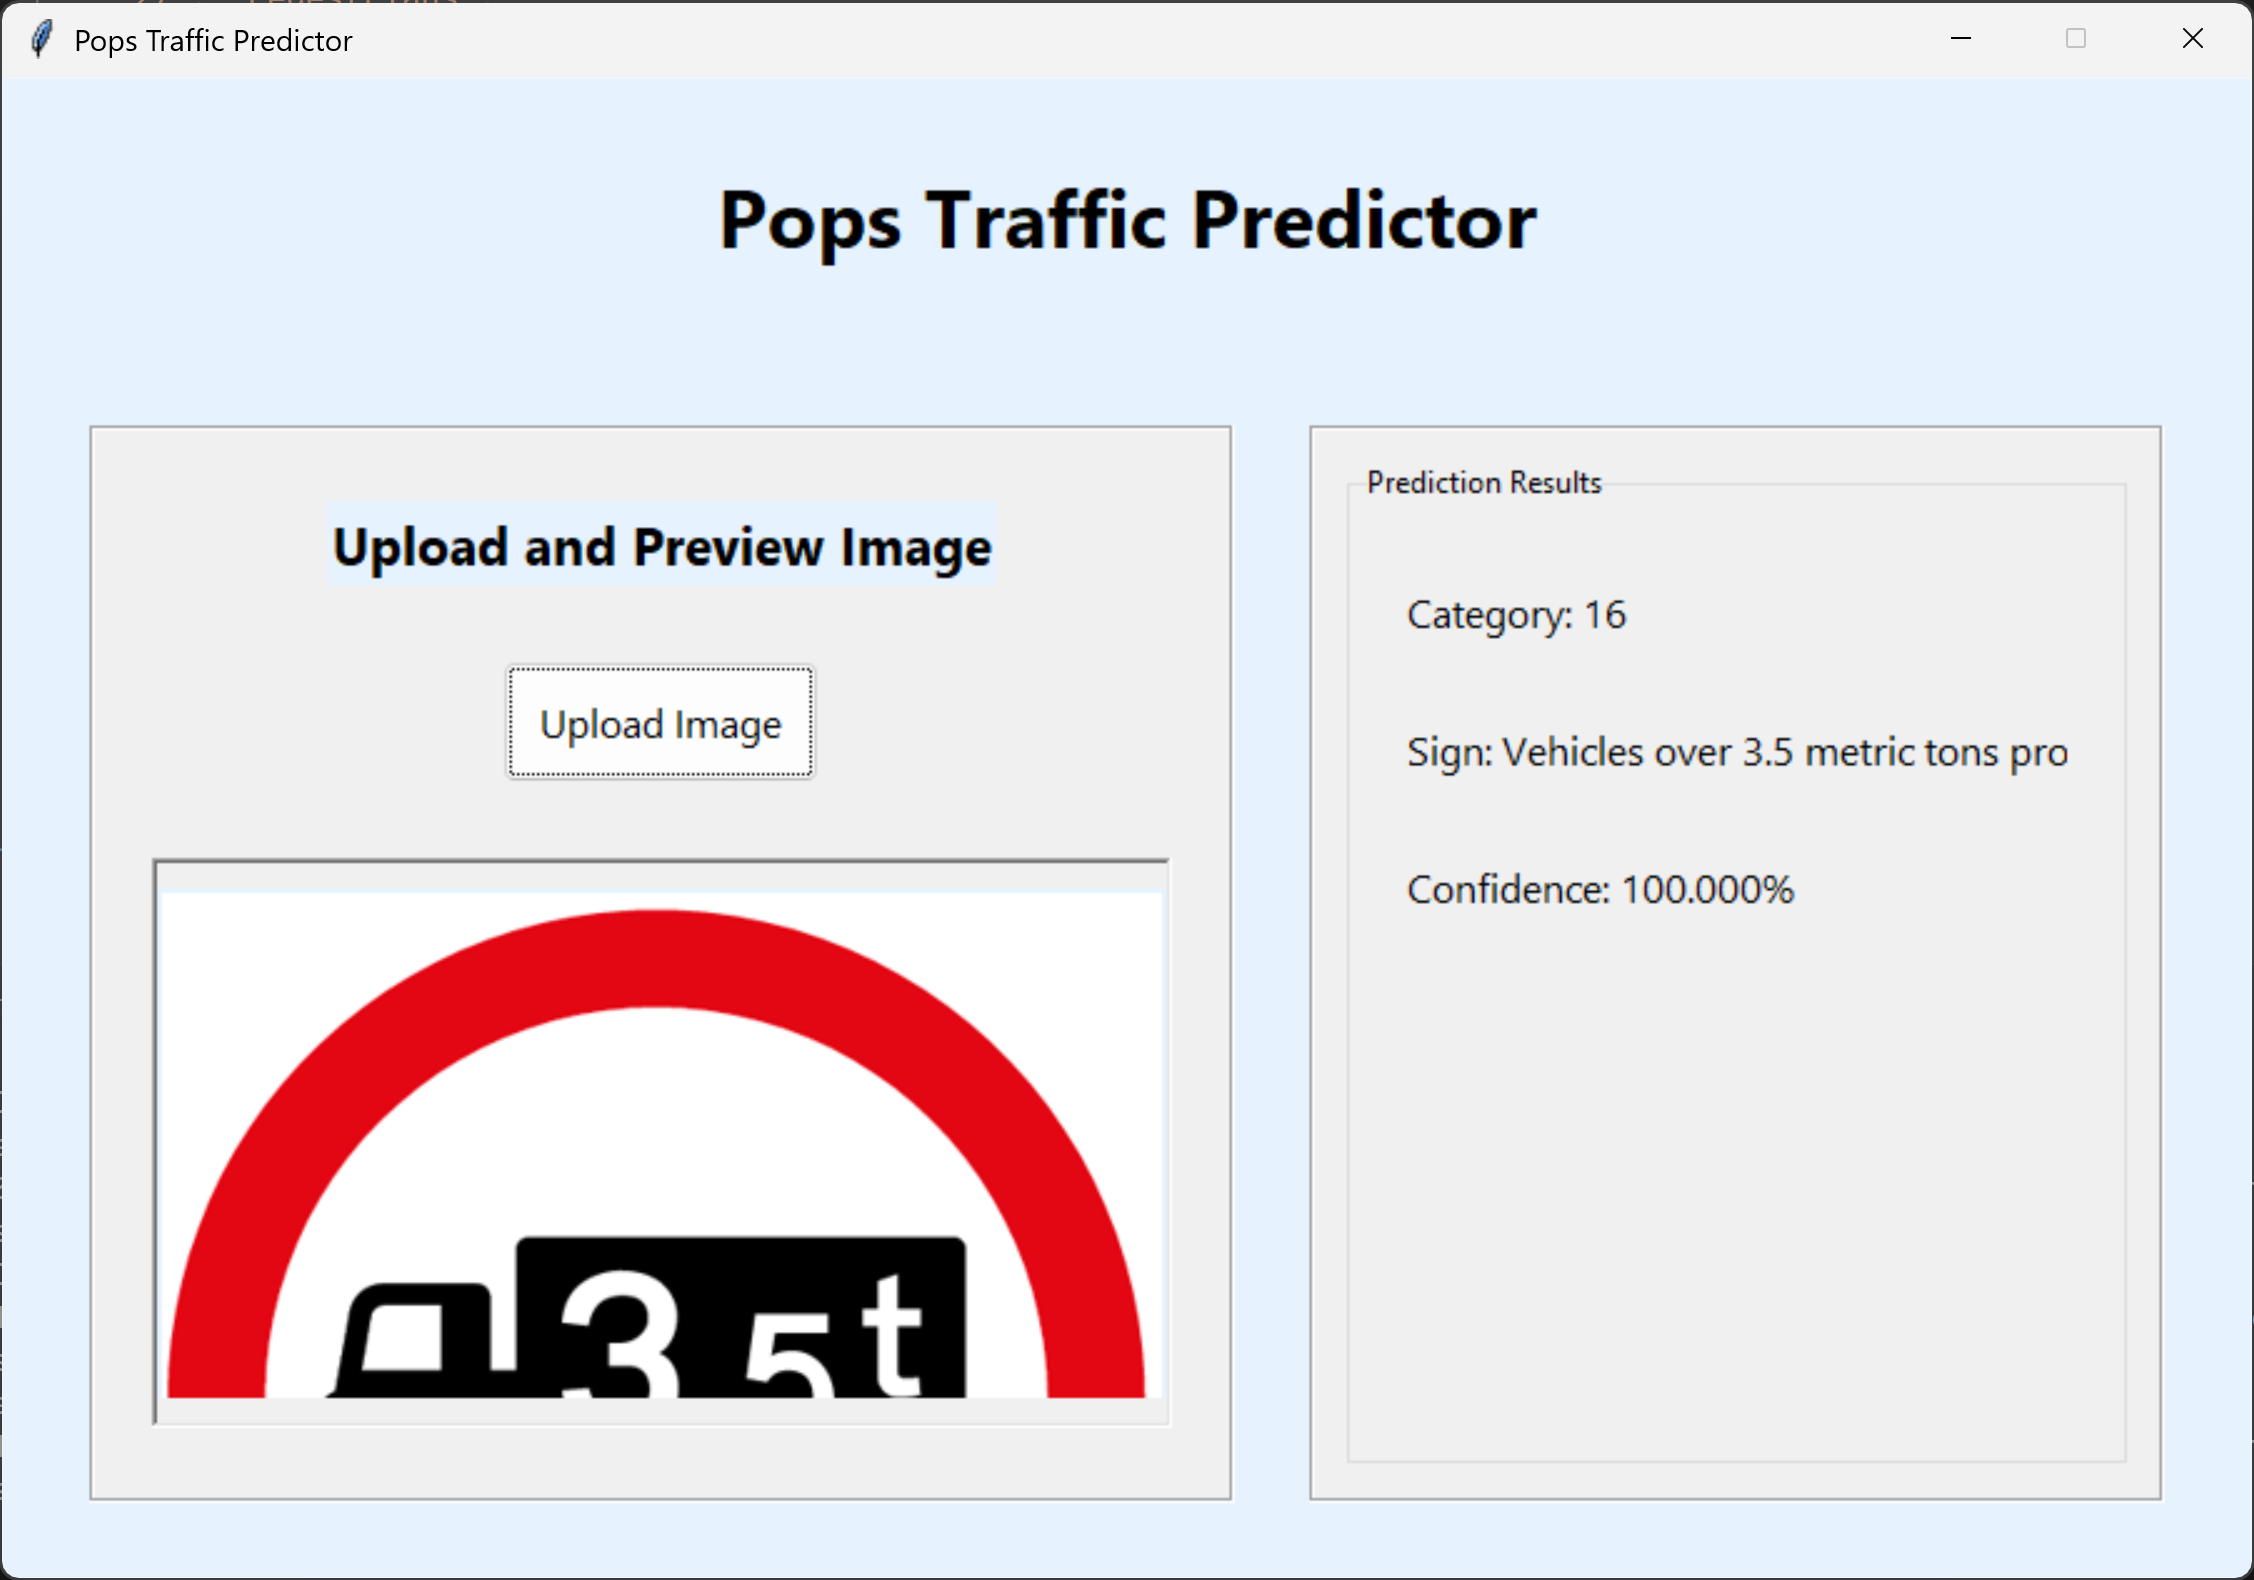 Pops Traffic Predictor
Pops Traffic Predictor
Upload and Preview Image
Upload Image
3.5t
Prediction Results
Category: 16
Sign: Vehicles over 3.5 metric tons pro
Confidence: 100.000%